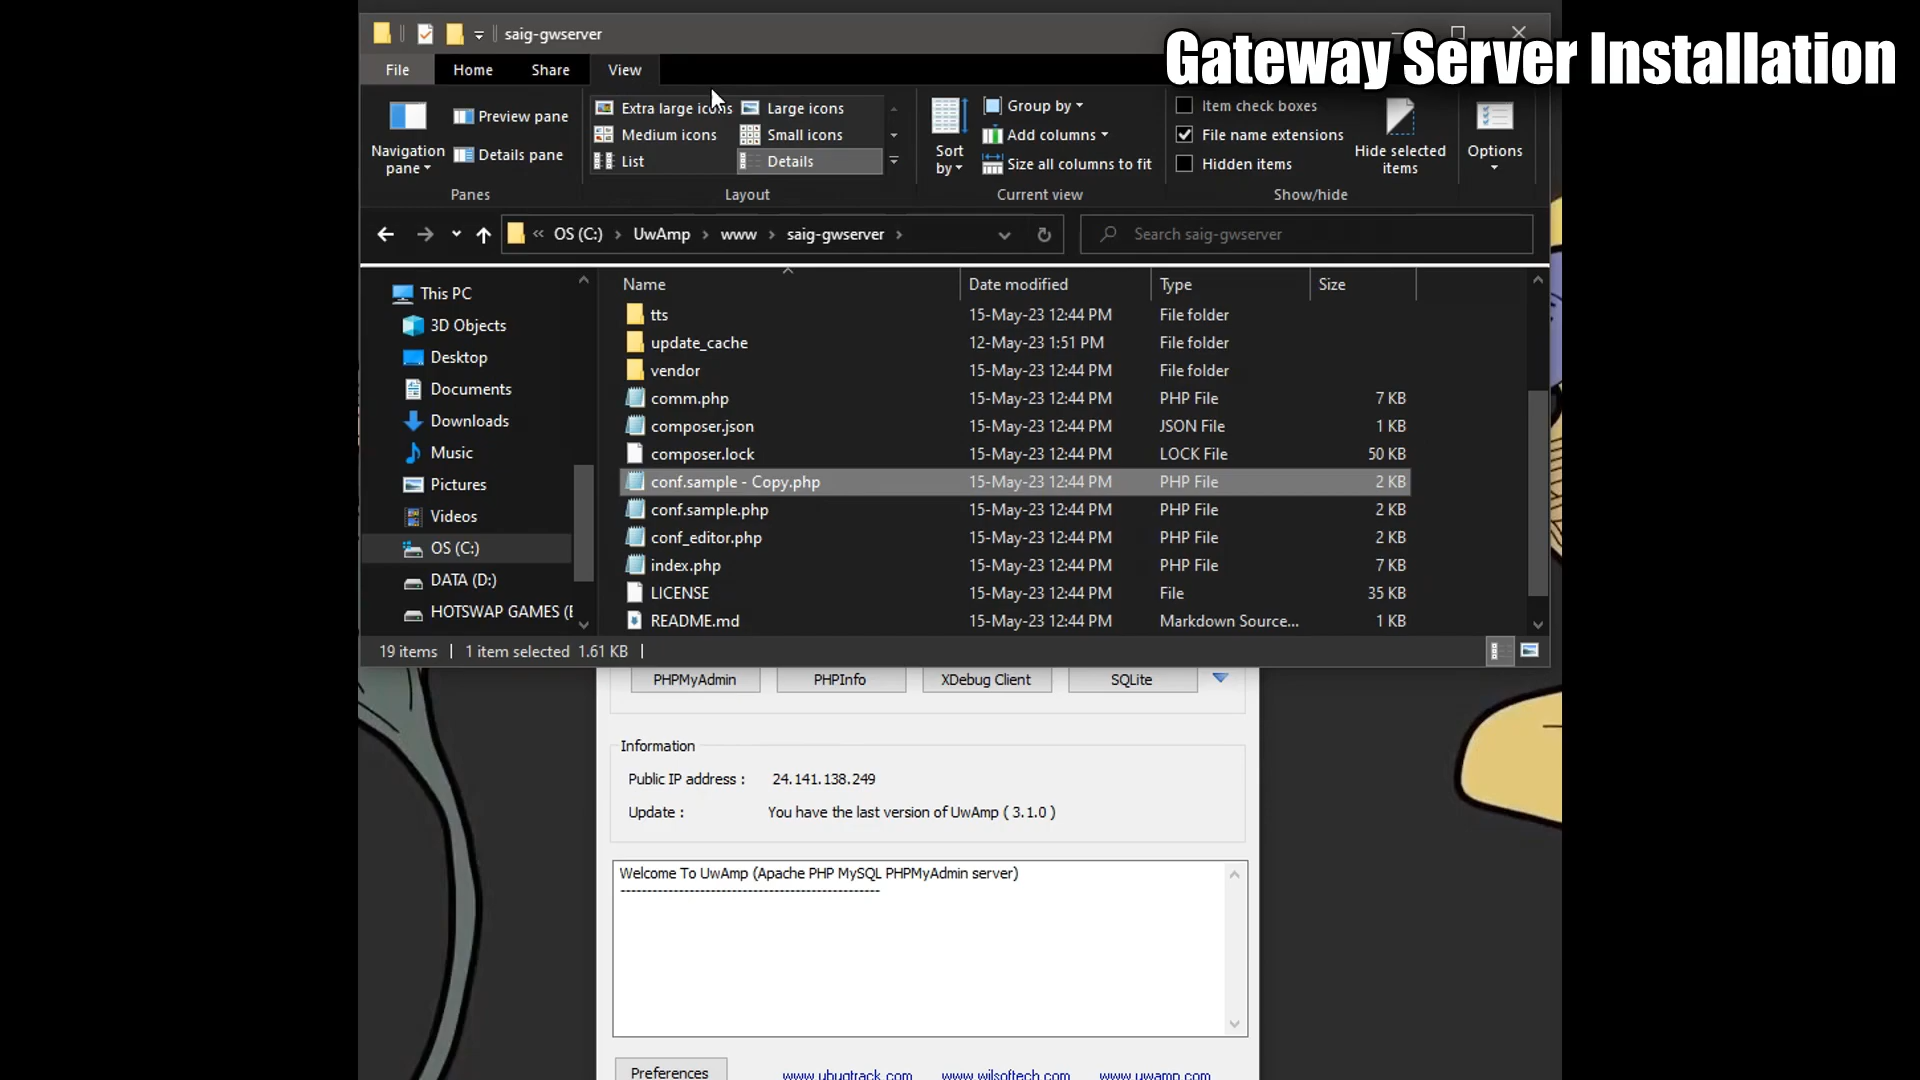 saig-gwserver
Gateway Server Installation
File Home Share View
Navigation pane
Preview pane
Details pane
Panes
Extra large icons Large icons
Medium icons Small icons
List Details
Layout
Sort by
Group by
Add columns
Size all columns to fit
Current view
Item check boxes
File name extensions
Hidden items
Hide selected items
Show/hide
Options
« OS (C:) › UwAmp › www › saig-gwserver ›
Search saig-gwserver
This PC
3D Objects
Desktop
Documents
Downloads
Music
Pictures
Videos
OS (C:)
DATA (D:)
HOTSWAP GAMES (E
Name Date modified Type Size
tts 15-May-23 12:44 PM File folder
update_cache 12-May-23 1:51 PM File folder
vendor 15-May-23 12:44 PM File folder
comm.php 15-May-23 12:44 PM PHP File 7 KB
composer.json 15-May-23 12:44 PM JSON File 1 KB
composer.lock 15-May-23 12:44 PM LOCK File 50 KB
conf.sample - Copy.php 15-May-23 12:44 PM PHP File 2 KB
conf.sample.php 15-May-23 12:44 PM PHP File 2 KB
conf_editor.php 15-May-23 12:44 PM PHP File 2 KB
index.php 15-May-23 12:44 PM PHP File 7 KB
LICENSE 15-May-23 12:44 PM File 35 KB
README.md 15-May-23 12:44 PM Markdown Source... 1 KB
19 items 1 item selected 1.61 KB
PHPMyAdmin PHPInfo XDebug Client SQLite
Information
Public IP address : 24.141.138.249
Update : You have the last version of UwAmp ( 3.1.0 )
Welcome To UwAmp (Apache PHP MySQL PHPMyAdmin server)
------------------------------------------------
Preferences www.ubugtrack.com www.wilsoftech.com www.uwamp.com